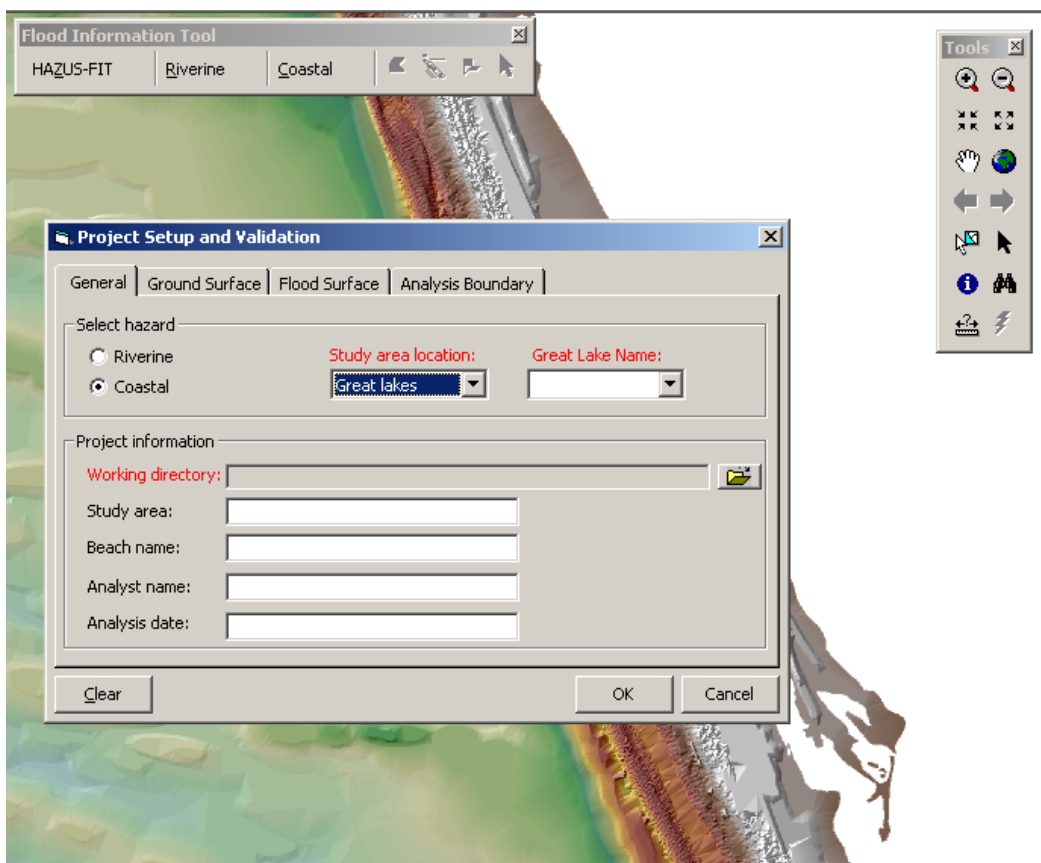 Flood Information Tool
HAZUS-FIT Riverine Coastal
Tools
Project Setup and Validation
General Ground Surface Flood Surface Analysis Boundary
Select hazard
Riverine
Coastal
Study area location: Great Lake Name:
Great lakes
Project information
Working directory:
Study area:
Beach name:
Analyst name:
Analysis date:
Clear OK Cancel